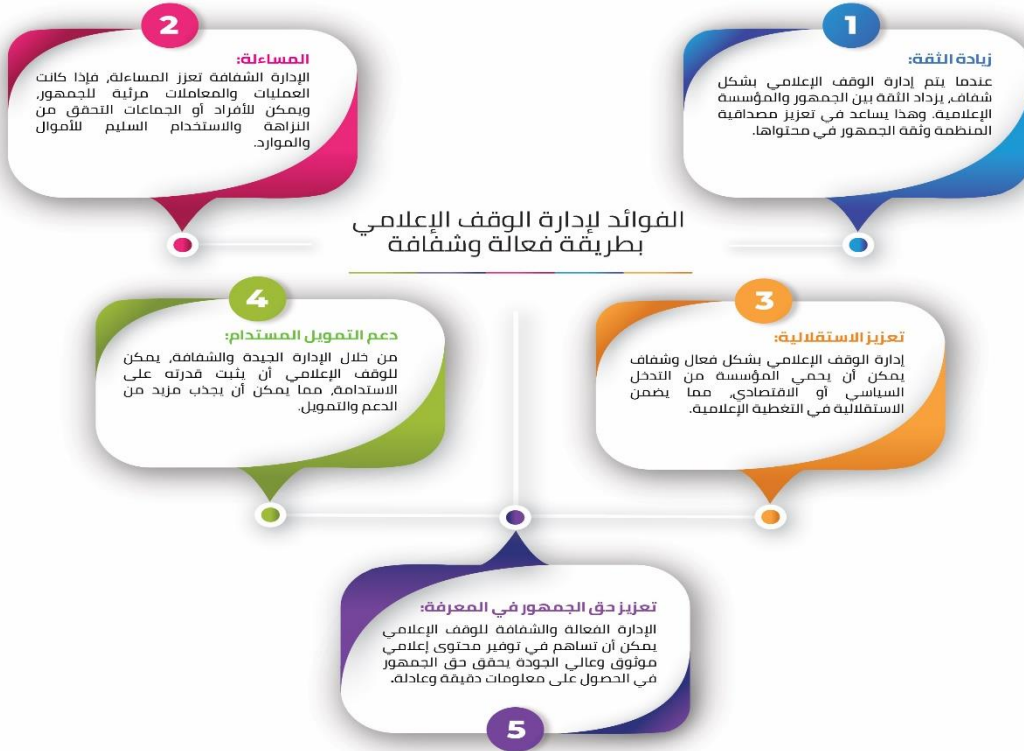 الفوائد لإدارة الوقف الإعلامي
بطريقة فعالة وشفافة
1
زيادة الثقة:
عندما يتم إدارة الوقف الإعلامي بشكل
شفاف، يزداد الثقة بين الجمهور والمؤسسة
الإعلامية. وهذا يساعد في تعزيز مصداقية
المنظمة وثقة الجمهور في محتواها.
2
المساءلة:
الإدارة الشفافة تعزز المساءلة، فإذا كانت
العمليات والمعاملات مرئية للجمهور،
ويمكن للأفراد أو الجماعات التحقق من
النزاهة والاستخدام السليم للأموال
والموارد.
3
تعزيز الاستقلالية:
إدارة الوقف الإعلامي بشكل فعال وشفاف
يمكن أن يحمي المؤسسة من التدخل
السياسي أو الاقتصادي، مما يضمن
الاستقلالية في التغطية الإعلامية.
4
دعم التمويل المستدام:
من خلال الإدارة الجيدة والشفافة، يمكن
للوقف الإعلامي أن يثبت قدرته على
الاستدامة، مما يمكن أن يجذب مزيد من
الدعم والتمويل.
تعزيز حق الجمهور في المعرفة:
الإدارة الفعالة والشفافة للوقف الإعلامي
يمكن أن تساهم في توفير محتوى إعلامي
موثوق وعالي الجودة يحقق حق الجمهور
في الحصول على معلومات دقيقة وعادلة.
5